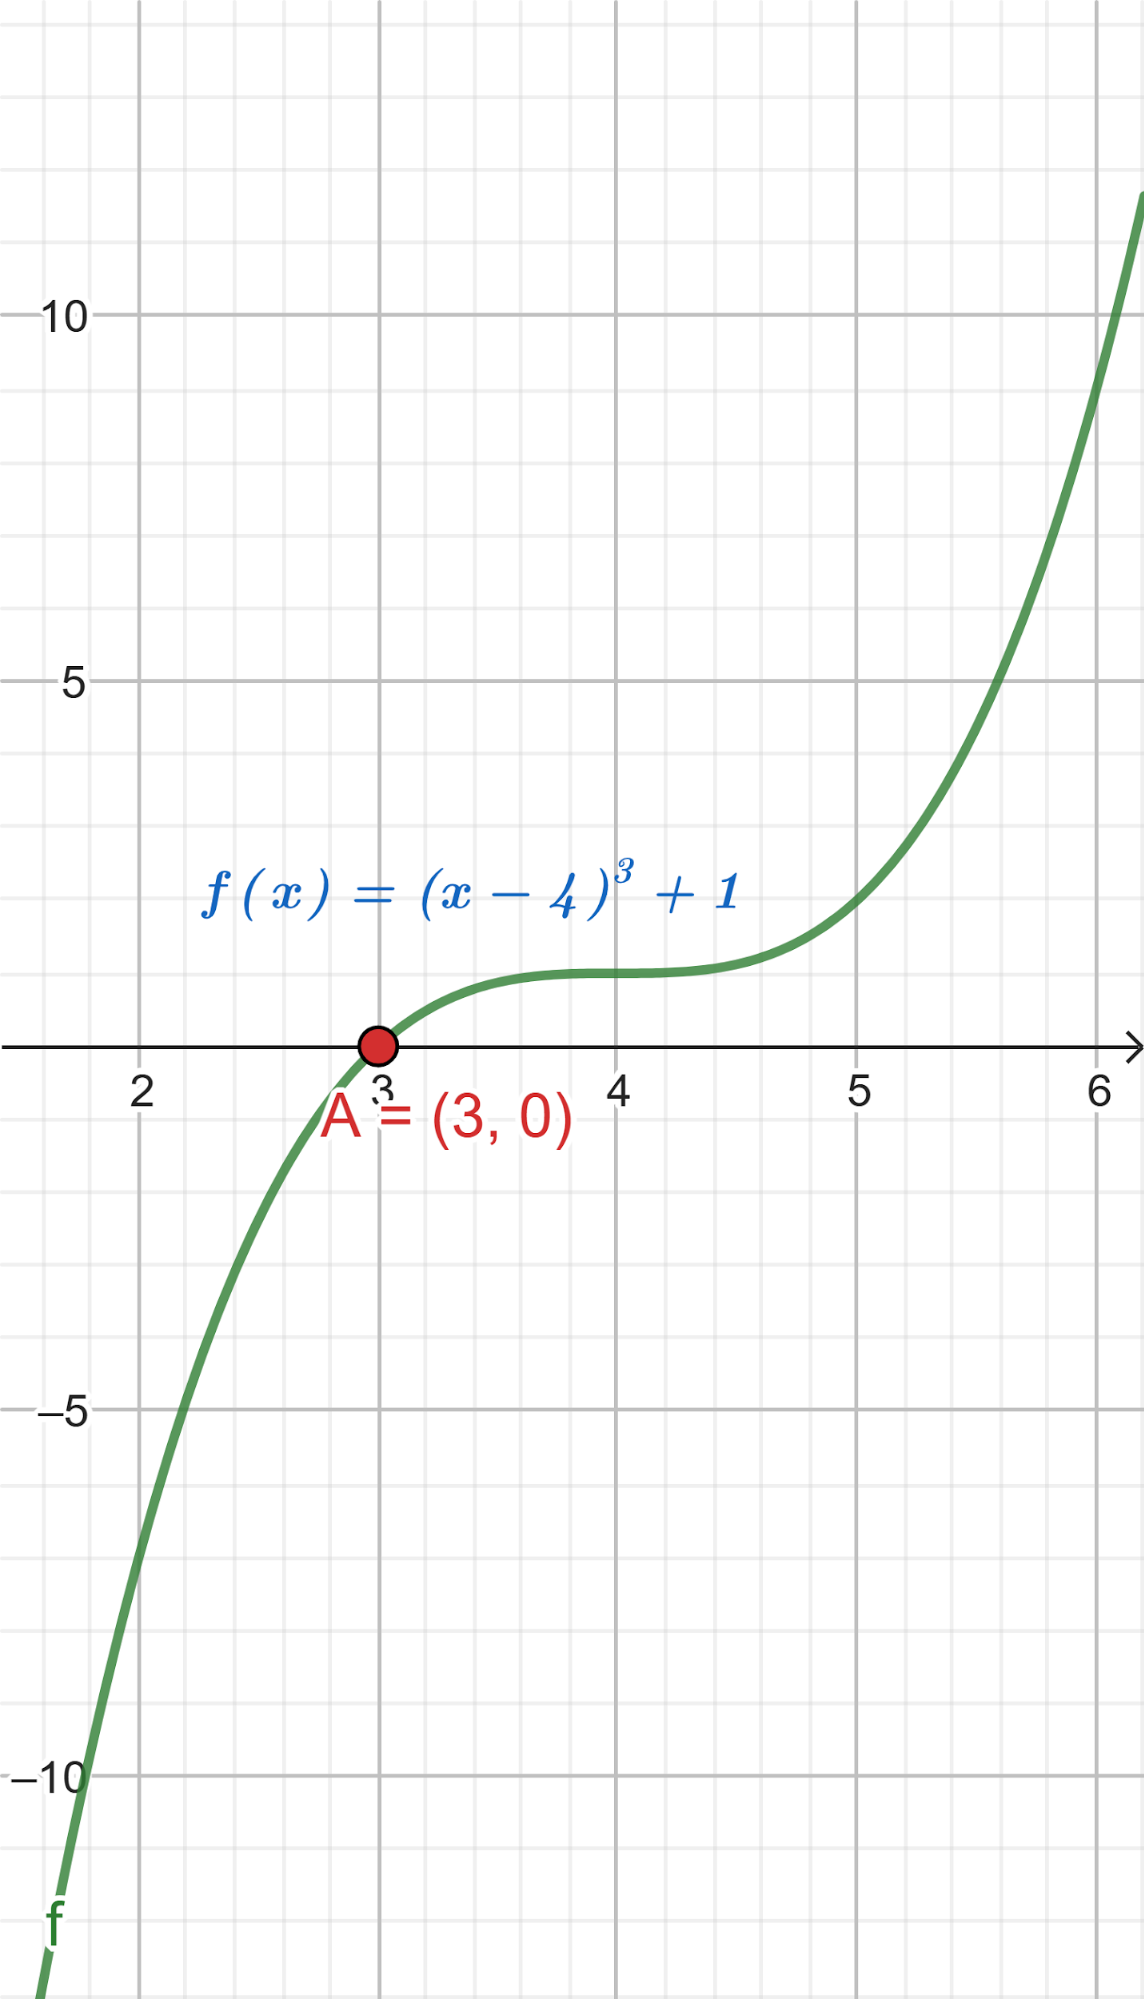 10
5
f(x) = (x − 4)³ + 1
2 3 4 5 6
A = (3, 0)
–5
–10
f